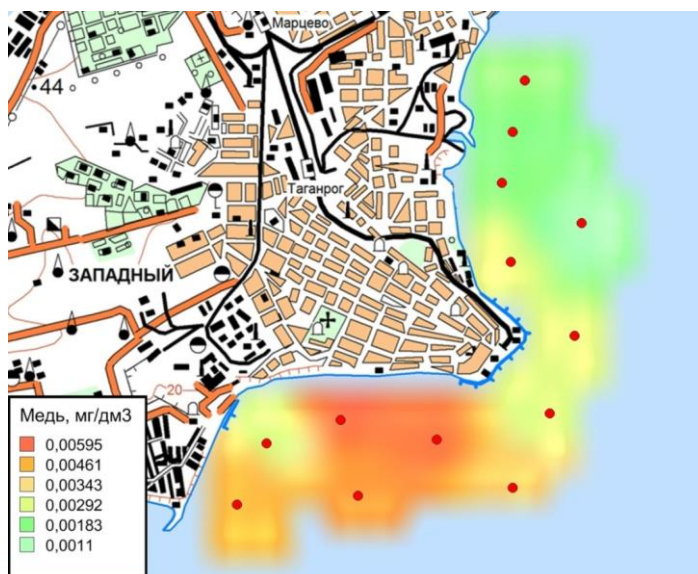 Марцево
44
Таганрог
ЗАПАДНЫЙ
20
Медь, мг/дм3
0,00595
0,00461
0,00343
0,00292
0,00183
0,0011